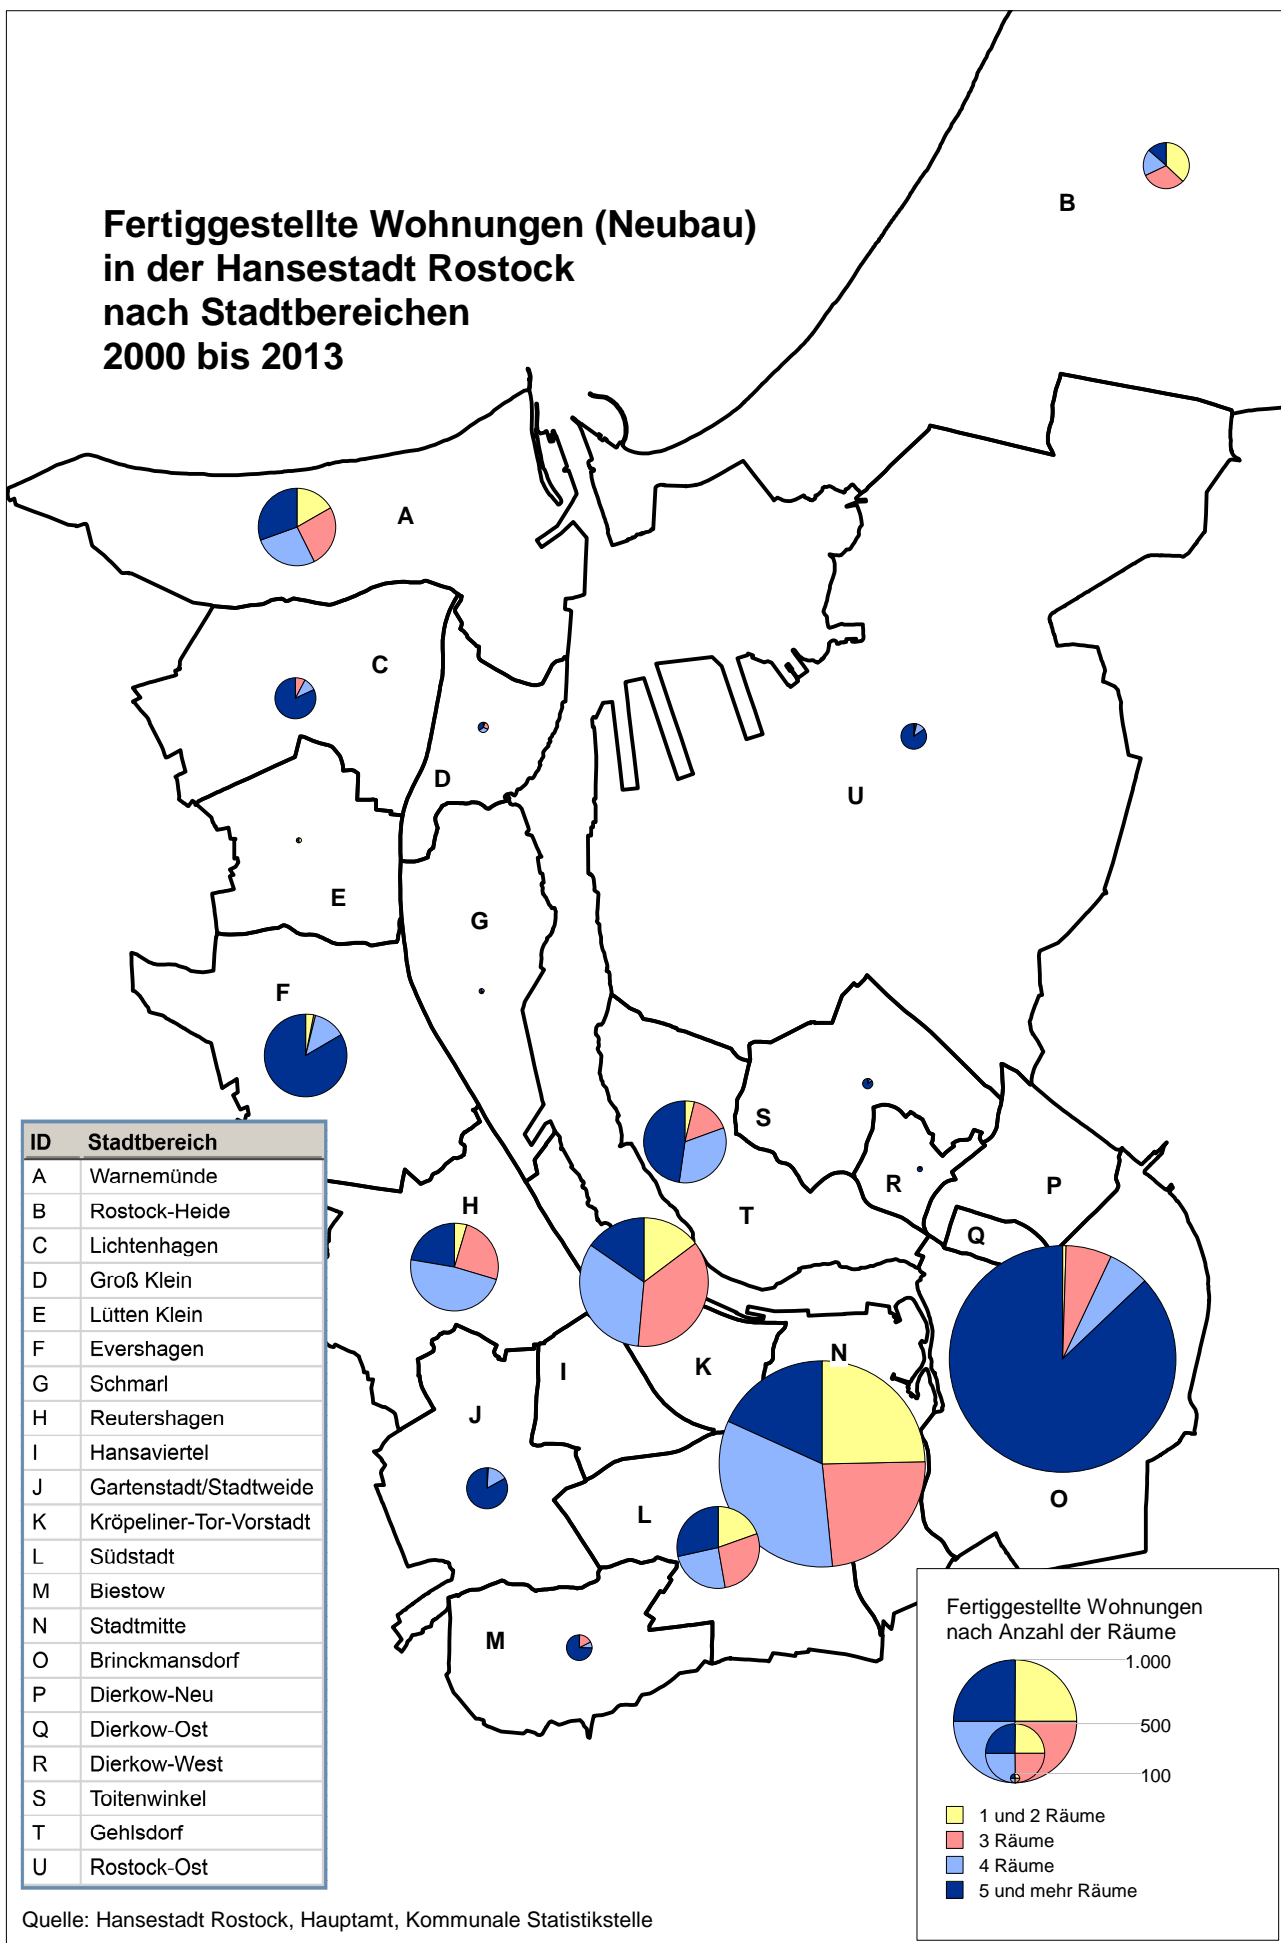 Fertiggestellte Wohnungen (Neubau)
in der Hansestadt Rostock
nach Stadtbereichen
2000 bis 2013
B
A
C
D
U
E
G
F
S
R
P
H
T
Q
N
K
I
J
L
O
M
ID Stadtbereich
A Warnemünde
B Rostock-Heide
C Lichtenhagen
D Groß Klein
E Lütten Klein
F Evershagen
G Schmarl
H Reutershagen
I Hansaviertel
J Gartenstadt/Stadtweide
K Kröpeliner-Tor-Vorstadt
L Südstadt
M Biestow
N Stadtmitte
O Brinckmansdorf
P Dierkow-Neu
Q Dierkow-Ost
R Dierkow-West
S Toitenwinkel
T Gehlsdorf
U Rostock-Ost
Fertiggestellte Wohnungen
nach Anzahl der Räume
1.000
500
100
1 und 2 Räume
3 Räume
4 Räume
5 und mehr Räume
Quelle: Hansestadt Rostock, Hauptamt, Kommunale Statistikstelle